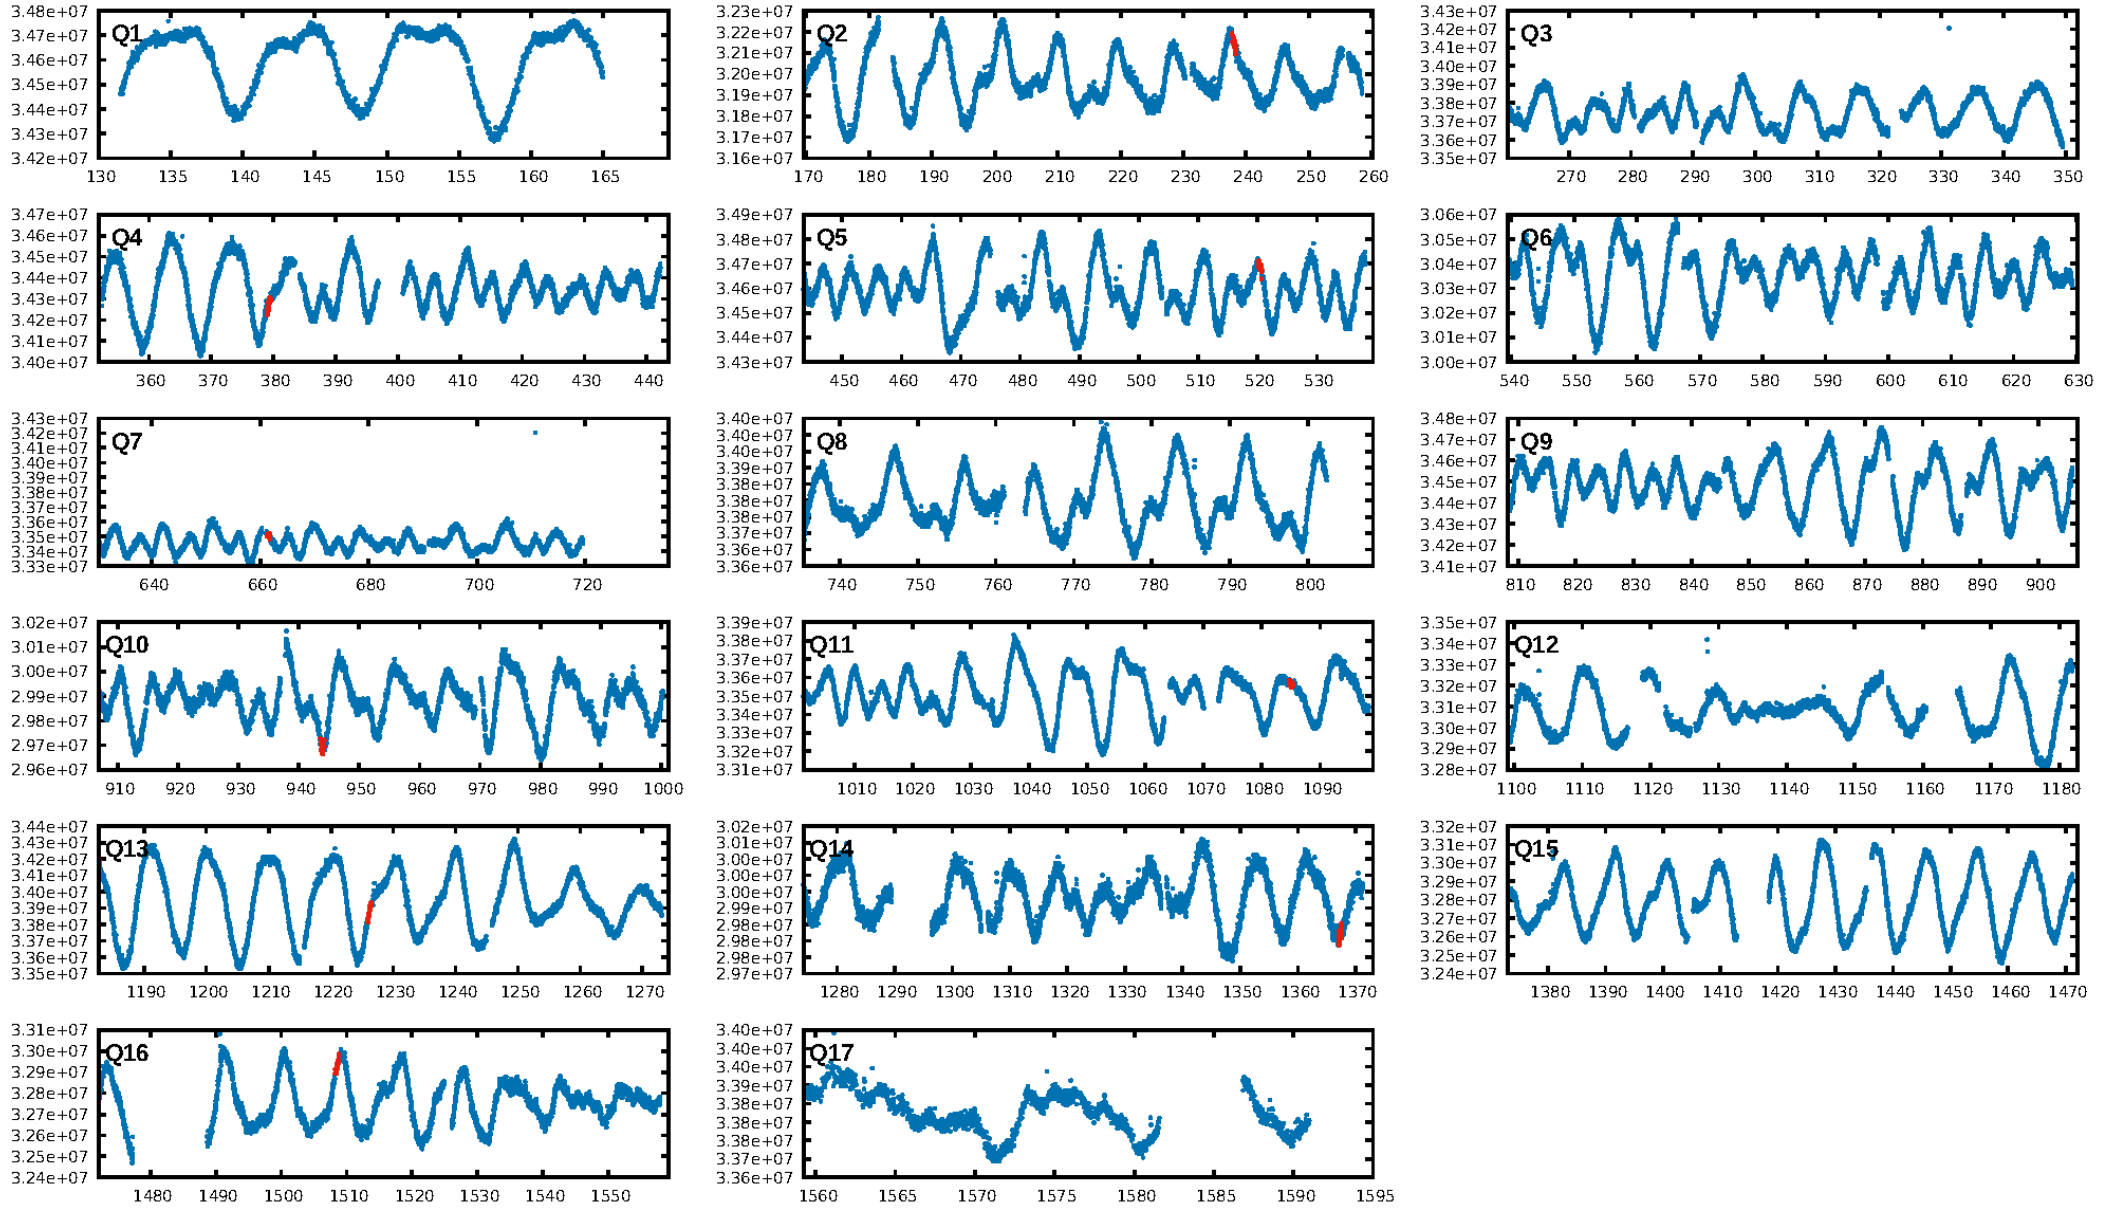 Q1
3.48e+07
3.47e+07
3.46e+07
3.45e+07
3.44e+07
3.43e+07
3.42e+07
130 135 140 145 150 155 160 165
Q2
3.23e+07
3.22e+07
3.21e+07
3.20e+07
3.19e+07
3.18e+07
3.17e+07
3.16e+07
170 180 190 200 210 220 230 240 250 260
Q3
3.43e+07
3.42e+07
3.41e+07
3.40e+07
3.39e+07
3.38e+07
3.37e+07
3.36e+07
3.35e+07
270 280 290 300 310 320 330 340 350
Q4
3.47e+07
3.46e+07
3.45e+07
3.44e+07
3.43e+07
3.42e+07
3.41e+07
3.40e+07
360 370 380 390 400 410 420 430 440
Q5
3.49e+07
3.48e+07
3.47e+07
3.46e+07
3.45e+07
3.44e+07
3.43e+07
450 460 470 480 490 500 510 520 530
Q6
3.06e+07
3.05e+07
3.04e+07
3.03e+07
3.02e+07
3.01e+07
3.00e+07
540 550 560 570 580 590 600 610 620 630
Q7
3.43e+07
3.42e+07
3.41e+07
3.40e+07
3.39e+07
3.38e+07
3.37e+07
3.36e+07
3.35e+07
3.34e+07
3.33e+07
640 660 680 700 720
Q8
3.40e+07
3.40e+07
3.40e+07
3.39e+07
3.38e+07
3.38e+07
3.38e+07
3.37e+07
3.36e+07
3.36e+07
740 750 760 770 780 790 800
Q9
3.48e+07
3.47e+07
3.46e+07
3.45e+07
3.44e+07
3.43e+07
3.42e+07
3.41e+07
810 820 830 840 850 860 870 880 890 900
Q10
3.02e+07
3.01e+07
3.00e+07
2.99e+07
2.98e+07
2.97e+07
2.96e+07
910 920 930 940 950 960 970 980 990 1000
Q11
3.39e+07
3.38e+07
3.37e+07
3.36e+07
3.35e+07
3.34e+07
3.33e+07
3.32e+07
3.31e+07
1010 1020 1030 1040 1050 1060 1070 1080 1090
Q12
3.35e+07
3.34e+07
3.33e+07
3.32e+07
3.31e+07
3.30e+07
3.29e+07
3.28e+07
1100 1110 1120 1130 1140 1150 1160 1170 1180
Q13
3.44e+07
3.43e+07
3.42e+07
3.41e+07
3.40e+07
3.39e+07
3.38e+07
3.37e+07
3.36e+07
3.35e+07
1190 1200 1210 1220 1230 1240 1250 1260 1270
Q14
3.02e+07
3.01e+07
3.00e+07
3.00e+07
3.00e+07
2.99e+07
2.98e+07
2.98e+07
2.98e+07
2.97e+07
1280 1290 1300 1310 1320 1330 1340 1350 1360 1370
Q15
3.32e+07
3.31e+07
3.30e+07
3.29e+07
3.28e+07
3.27e+07
3.26e+07
3.25e+07
3.24e+07
1380 1390 1400 1410 1420 1430 1440 1450 1460 1470
Q16
3.31e+07
3.30e+07
3.29e+07
3.28e+07
3.27e+07
3.26e+07
3.25e+07
3.24e+07
1480 1490 1500 1510 1520 1530 1540 1550
Q17
3.40e+07
3.40e+07
3.40e+07
3.39e+07
3.38e+07
3.38e+07
3.38e+07
3.37e+07
3.36e+07
1560 1565 1570 1575 1580 1585 1590 1595